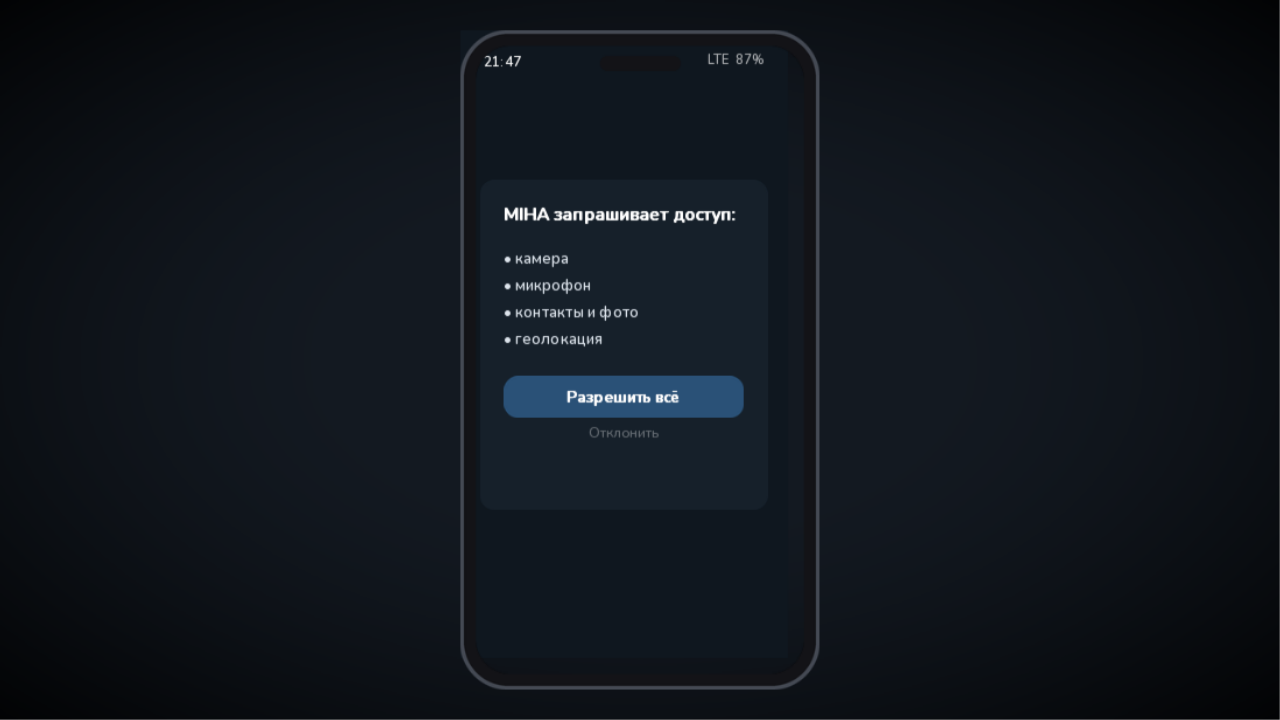 21:47
LTE 87%
MIHA запрашивает доступ:
• камера
• микрофон
• контакты и фото
• геолокация
Разрешить всё
Отклонить